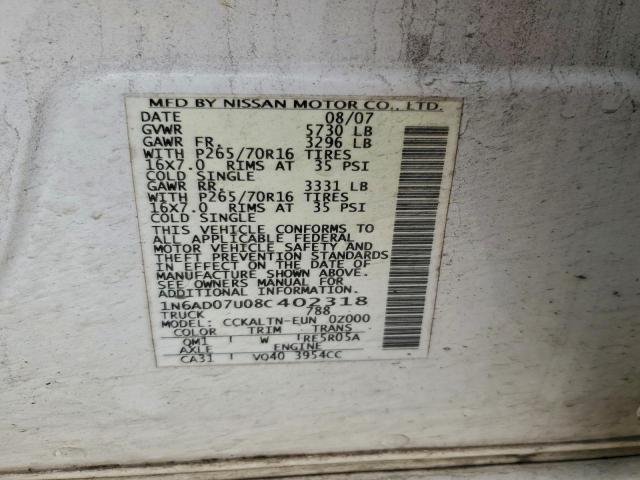 MFD BY NISSAN MOTOR CO., LTD.
DATE 08/07
GVWR 5730 LB
GAWR FR. 3296 LB
WITH P265/70R16 TIRES
16X7.0 RIMS AT 35 PSI
COLD SINGLE
GAWR RR. 3331 LB
WITH P265/70R16 TIRES
16X7.0 RIMS AT 35 PSI
COLD SINGLE
THIS VEHICLE CONFORMS TO
ALL APPLICABLE FEDERAL
MOTOR VEHICLE SAFETY AND
THEFT PREVENTION STANDARDS
IN EFFECT ON THE DATE OF
MANUFACTURE SHOWN ABOVE.
SEE OWNERS MANUAL FOR
ADDITIONAL INFORMATION.
1N6AD07U08C402318
TRUCK 788
MODEL: CCKALTN-EUN 0Z000
COLOR TRIM TRANS
QM1 W RE5R05A
AXLE ENGINE
CA31 VQ40 3954CC